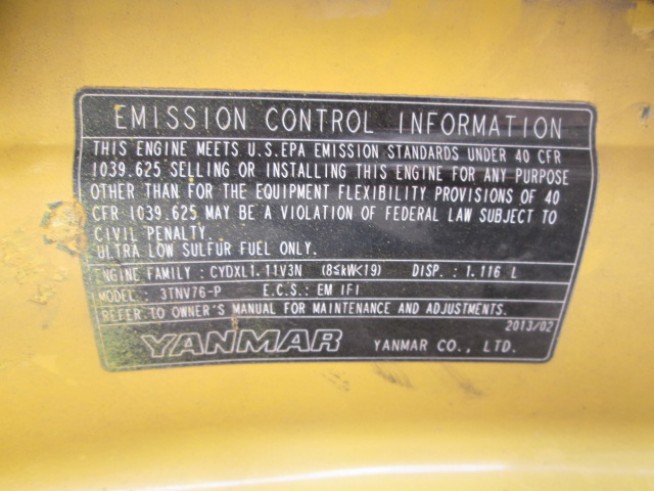 EMISSION CONTROL INFORMATION
THIS ENGINE MEETS U.S.EPA EMISSION STANDARDS UNDER 40 CFR
1039.625 SELLING OR INSTALLING THIS ENGINE FOR ANY PURPOSE
OTHER THAN FOR THE EQUIPMENT FLEXIBILITY PROVISIONS OF 40
CFR 1039.625 MAY BE A VIOLATION OF FEDERAL LAW SUBJECT TO
CIVIL PENALTY.
ULTRA LOW SULFUR FUEL ONLY.
ENGINE FAMILY : CYDXL1.11V3N (8≤kW<19) DISP. : 1.116 L
MODEL : 3TNV76-P E.C.S.: EM IFI
REFER TO OWNER'S MANUAL FOR MAINTENANCE AND ADJUSTMENTS.
2013/02
YANMAR YANMAR CO., LTD.